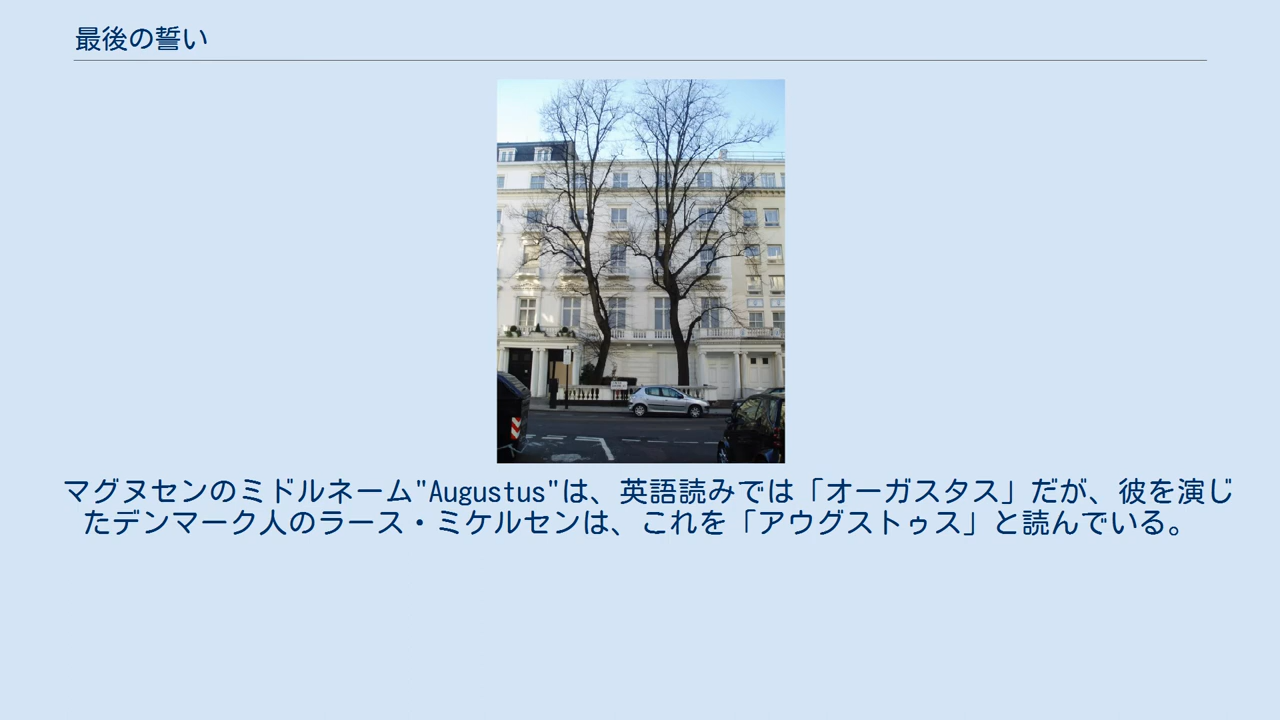 最後の誓い
マグヌセンのミドルネーム"Augustus"は、英語読みでは「オーガスタス」だが、彼を演じ
たデンマーク人のラース・ミケルセンは、これを「アウグストゥス」と読んでいる。